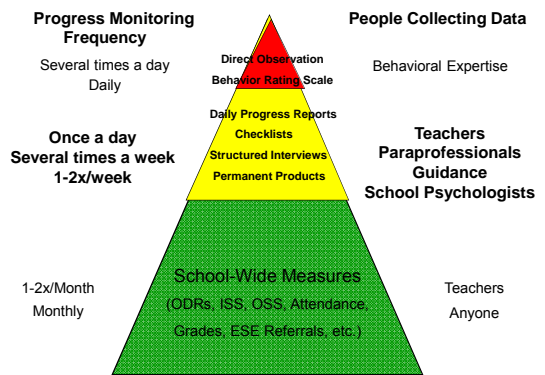 Progress Monitoring
Frequency
People Collecting Data
Several times a day
Daily
Direct Observation
Behavior Rating Scale
Behavioral Expertise
Once a day
Several times a week
1-2x/week
Daily Progress Reports
Checklists
Structured Interviews
Permanent Products
Teachers
Paraprofessionals
Guidance
School Psychologists
1-2x/Month
Monthly
School-Wide Measures
(ODRs, ISS, OSS, Attendance,
Grades, ESE Referrals, etc.)
Teachers
Anyone